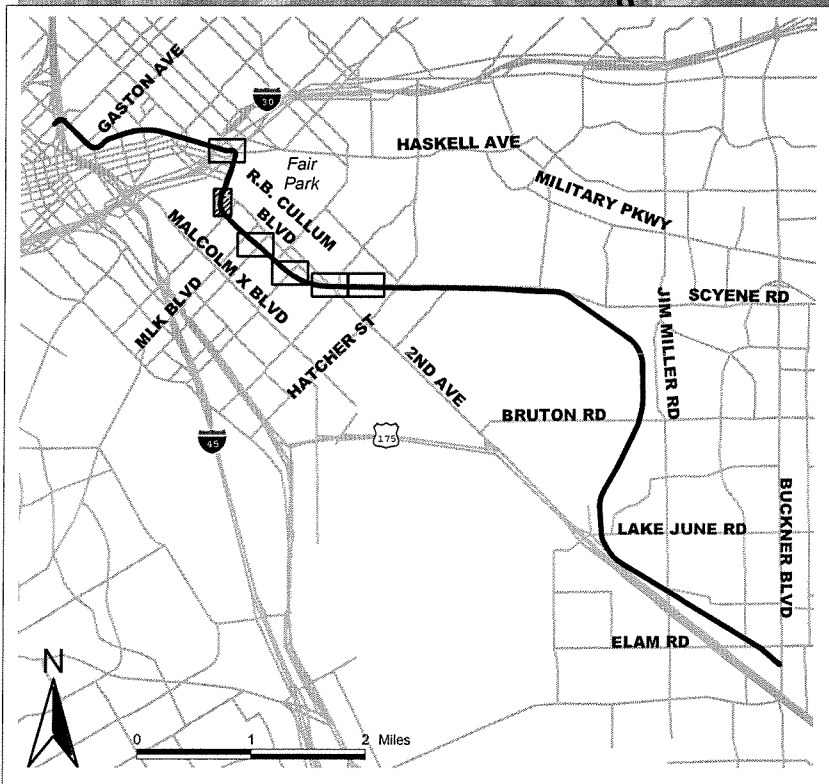 GASTON AVE
30
HASKELL AVE
Fair
Park
R.B. CULLUM
BLVD
MILITARY PKWY
MALCOLM X BLVD
MLK BLVD
JIM MILLER RD
SCYENE RD
HATCHER ST
2ND AVE
BRUTON RD
45
175
BUCKNER BLVD
LAKE JUNE RD
ELAM RD
N
0 1 2 Miles